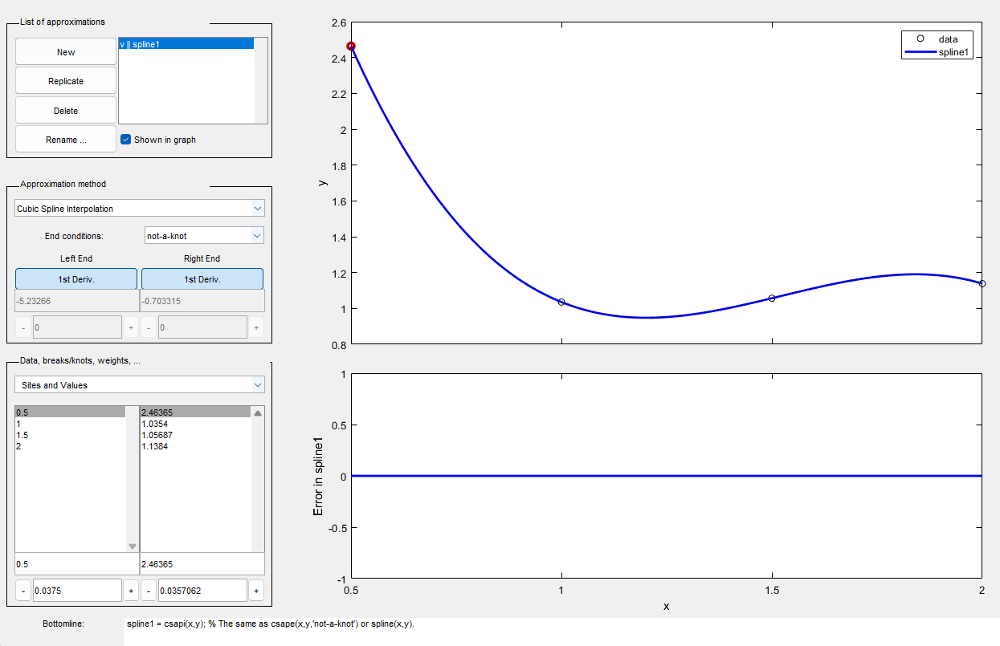 List of approximations
New
v || spline1
Replicate
Delete
Rename ...
Shown in graph
Approximation method
Cubic Spline Interpolation
End conditions:
not-a-knot
Left End
Right End
1st Deriv.
1st Deriv.
-5.23266
-0.703315
-
0
+
-
0
+
Data, breaks/knots, weights, ...
Sites and Values
0.5
2.46365
1
1.0354
1.5
1.05687
2
1.1384
0.5
2.46365
-
0.0375
+
-
0.0357062
+
2.6
2.4
2.2
2
1.8
1.6
1.4
1.2
1
0.8
y
data
spline1
1
0.5
0
-0.5
-1
Error in spline1
0.5
1
1.5
2
x
Bottomline:
spline1 = csapi(x,y); % The same as csape(x,y,'not-a-knot') or spline(x,y).